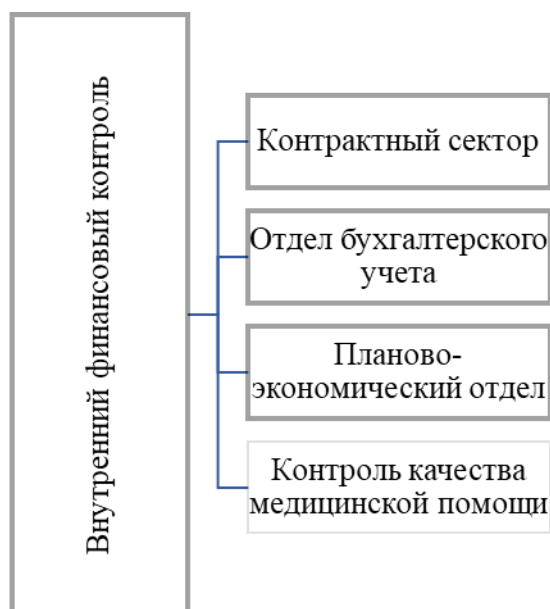 Внутренний финансовый контроль
Контрактный сектор
Отдел бухгалтерского
учета
Планово-
экономический отдел
Контроль качества
медицинской помощи